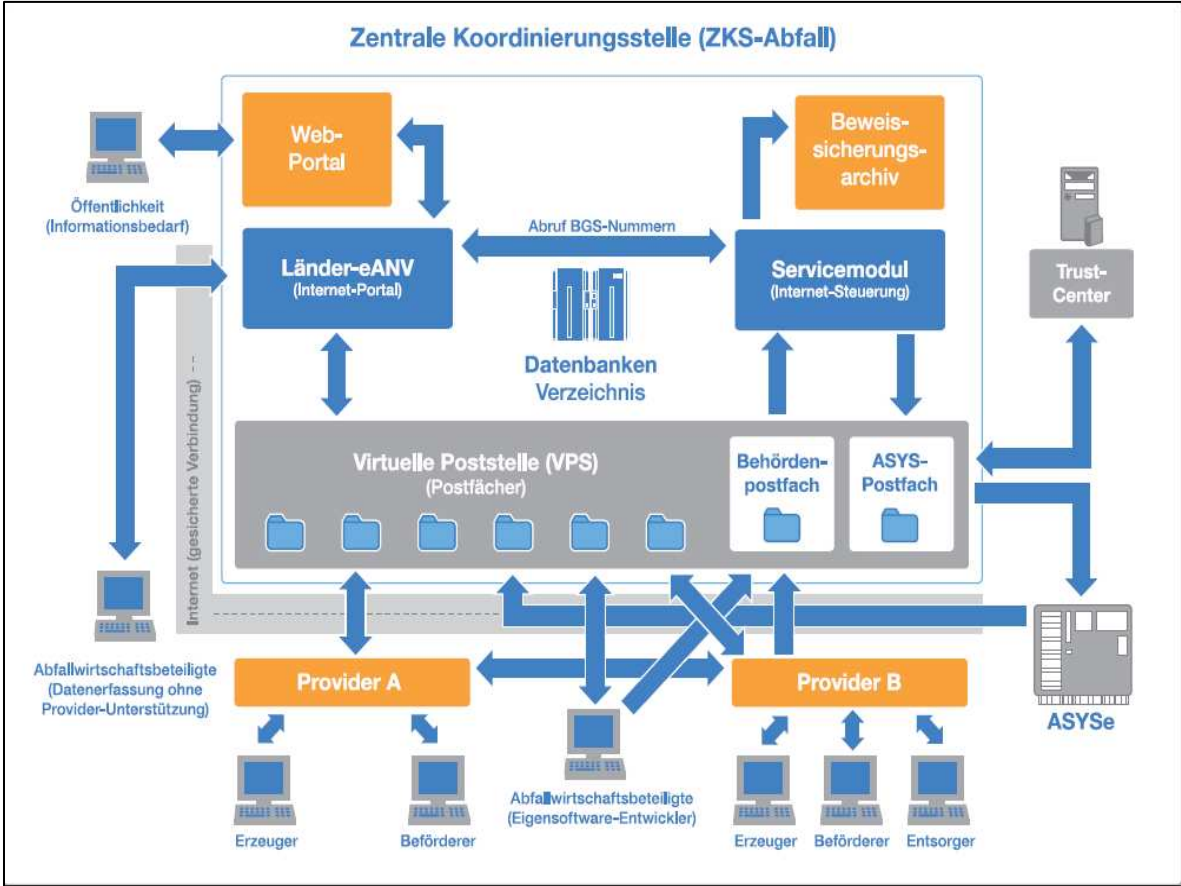 Zentrale Koordinierungsstelle (ZKS-Abfall)
Web-
Portal
Beweis-
sicherungs-
archiv
Öffentlichkeit
(Informationsbedarf)
Abruf BGS-Nummern
Länder-eANV
(Internet-Portal)
Servicemodul
(Internet-Steuerung)
Trust-
Center
Datenbanken
Verzeichnis
Internet (gesicherte Verbindung)
Virtuelle Poststelle (VPS)
(Postfächer)
Behörden-
postfach
ASYS-
Postfach
Abfallwirtschaftsbeteiligte
(Datenerfassung ohne
Provider-Unterstützung)
Provider A
Provider B
ASYSe
Erzeuger
Beförderer
Abfallwirtschaftsbeteiligte
(Eigensoftware-Entwickler)
Erzeuger
Beförderer
Entsorger